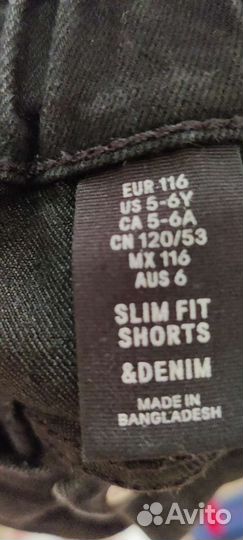 EUR 116
US 5-6Y
CA 5-6A
CN 120/53
MX 116
AUS 6
SLIM FIT
SHORTS
&DENIM
MADE IN
BANGLADESH
Avito